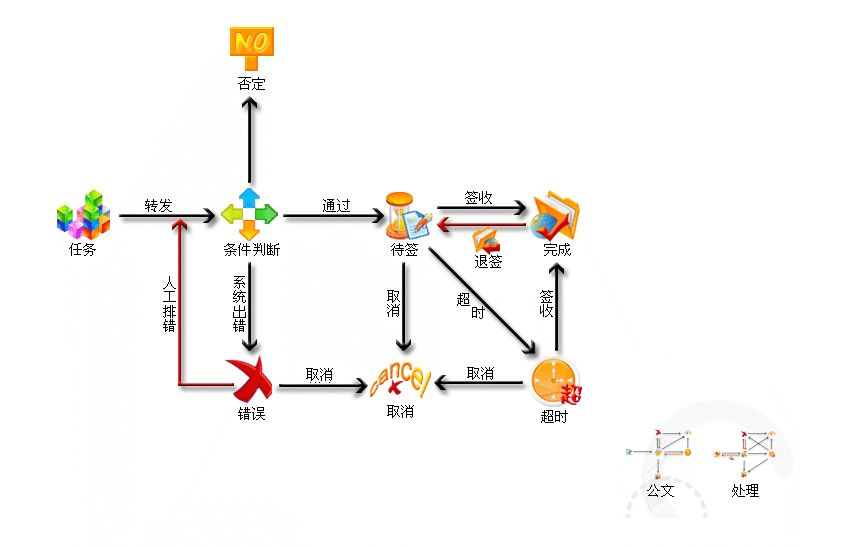 NO
否定
转发
通过
签收
任务
条件判断
待签
退签
完成
人工排错
系统出错
取消
超时
签收
取消
cancel
取消
超
错误
取消
超时
公文
处理